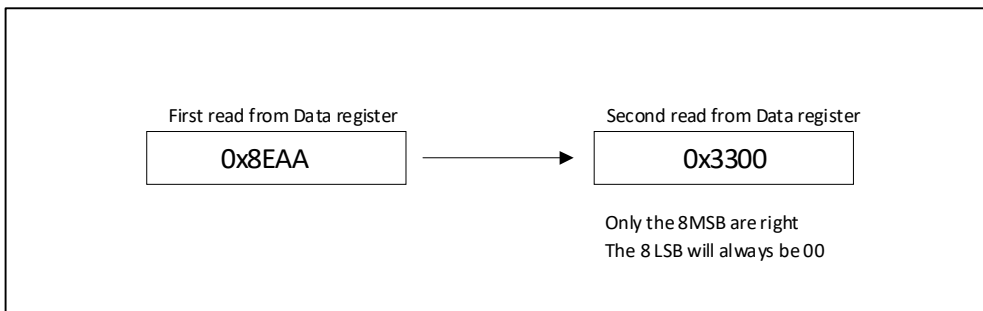 First read from Data register
Second read from Data register
0x8EAA
0x3300
Only the 8MSB are right
The 8 LSB will always be 00